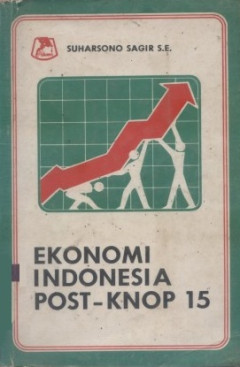 SUHARSONO SAGIR S.E.
EKONOMI
INDONESIA
POST-KNOP 15